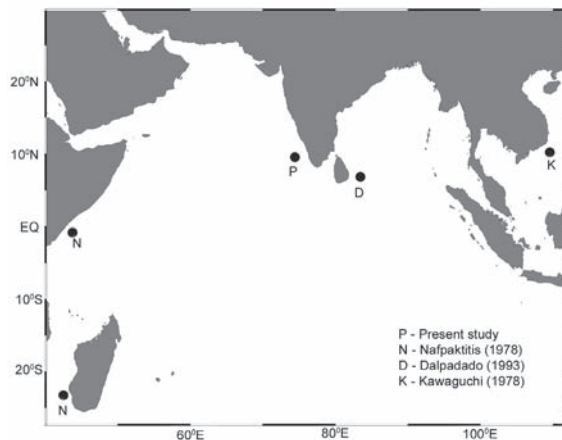 20⁰N
10⁰N
P
D
K
EQ
N
10⁰S
P - Present study
N - Nafpaktitis (1978)
D - Dalpadado (1993)
K - Kawaguchi (1978)
20⁰S
N
60⁰E
80⁰E
100⁰E